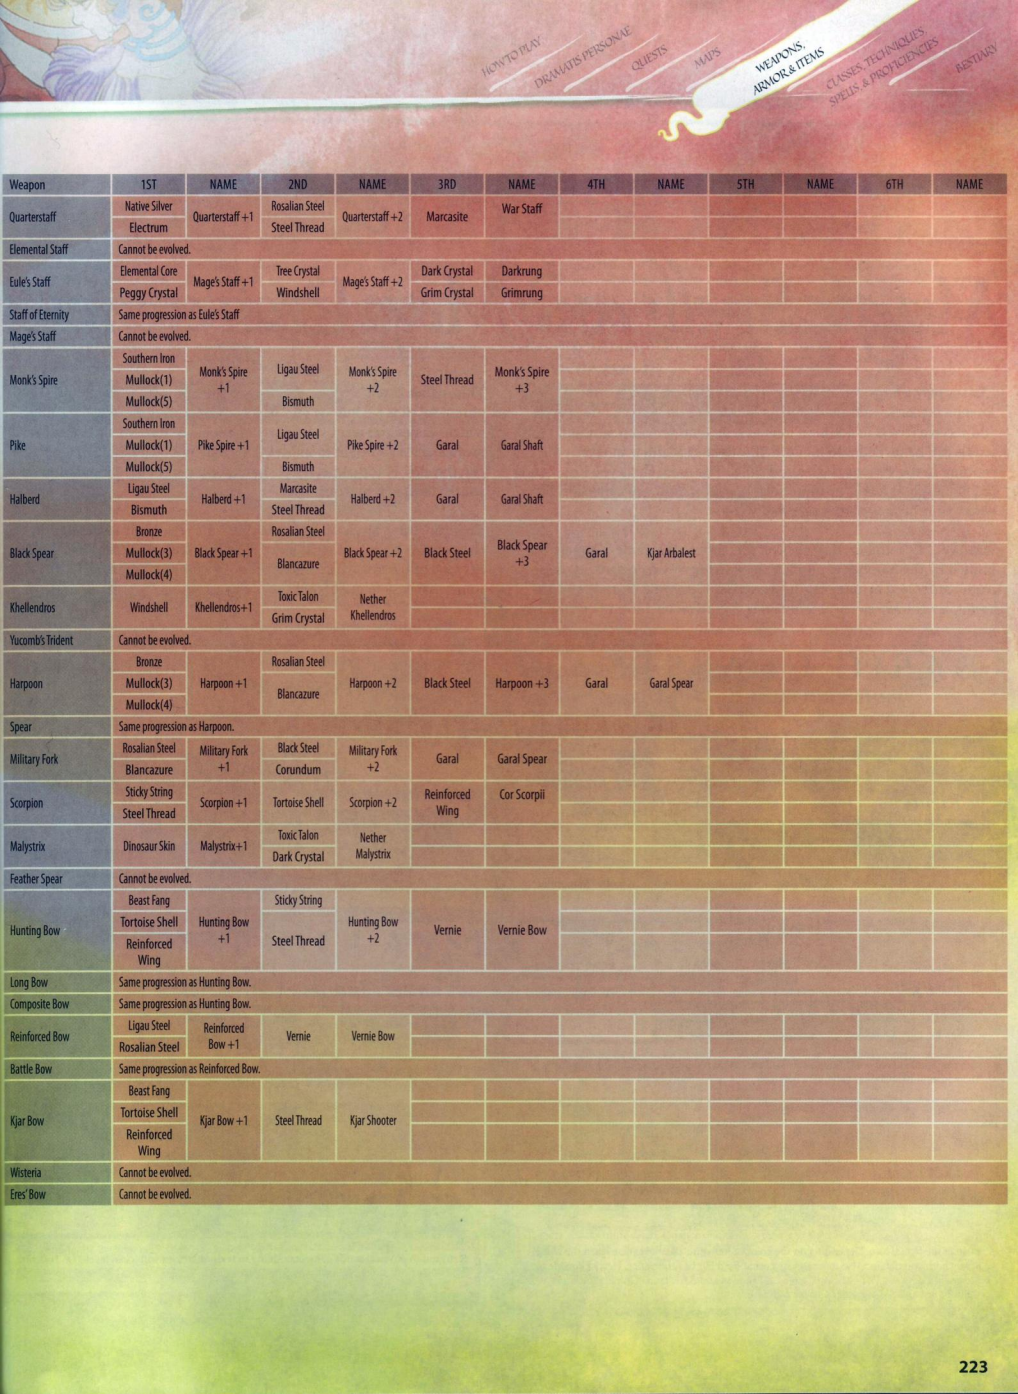 HOW TO PLAY
DRAMATIS PERSONAE
QUESTS
MAPS
WEAPONS,
ARMOR & ITEMS
CLASSES, TECHNIQUES
SPELLS, & PROFICIENCIES
BESTIARY
Weapon 1ST NAME 2ND NAME 3RD NAME 4TH NAME 5TH NAME 6TH NAME
Quarterstaff
Native Silver
Electrum
Quarterstaff +1
Rosalian Steel
Steel Thread
Quarterstaff +2
Marcasite
War Staff
Elemental Staff Cannot be evolved.
Eule's Staff
Elemental Core
Peggy Crystal
Mage's Staff +1
Tree Crystal
Windshell
Mage's Staff +2
Dark Crystal
Grim Crystal
Darkrung
Grimrung
Staff of Eternity Same progression as Eule's Staff
Mage's Staff Cannot be evolved.
Monk's Spire
Southern Iron
Mullock(1)
Mullock(5)
Monk's Spire
+1
Ligau Steel
Bismuth
Monk's Spire
+2
Steel Thread
Monk's Spire
+3
Pike
Southern Iron
Mullock(1)
Mullock(5)
Pike Spire +1
Ligau Steel
Bismuth
Pike Spire +2
Garal
Garal Shaft
Halberd
Ligau Steel
Bismuth
Halberd +1
Marcasite
Steel Thread
Halberd +2
Garal
Garal Shaft
Black Spear
Bronze
Mullock(3)
Mullock(4)
Black Spear +1
Rosalian Steel
Blancazure
Black Spear +2
Black Steel
Black Spear
+3
Garal
Kjar Arbalest
Khellendros
Windshell
Khellendros+1
Toxic Talon
Grim Crystal
Nether
Khellendros
Yucomb's Trident Cannot be evolved.
Harpoon
Bronze
Mullock(3)
Mullock(4)
Harpoon +1
Rosalian Steel
Blancazure
Harpoon +2
Black Steel
Harpoon +3
Garal
Garal Spear
Spear Same progression as Harpoon.
Military Fork
Rosalian Steel
Blancazure
Military Fork
+1
Black Steel
Corundum
Military Fork
+2
Garal
Garal Spear
Scorpion
Sticky String
Steel Thread
Scorpion +1
Tortoise Shell
Scorpion +2
Reinforced
Wing
Cor Scorpii
Malystrix
Dinosaur Skin
Malystrix+1
Toxic Talon
Dark Crystal
Nether
Malystrix
Feather Spear Cannot be evolved.
Hunting Bow
Beast Fang
Tortoise Shell
Reinforced
Wing
Hunting Bow
+1
Sticky String
Steel Thread
Hunting Bow
+2
Vernie
Vernie Bow
Long Bow Same progression as Hunting Bow.
Composite Bow Same progression as Hunting Bow.
Reinforced Bow
Ligau Steel
Rosalian Steel
Reinforced
Bow +1
Vernie
Vernie Bow
Battle Bow Same progression as Reinforced Bow.
Kjar Bow
Beast Fang
Tortoise Shell
Reinforced
Wing
Kjar Bow +1
Steel Thread
Kjar Shooter
Wisteria Cannot be evolved.
Eres' Bow Cannot be evolved.
223